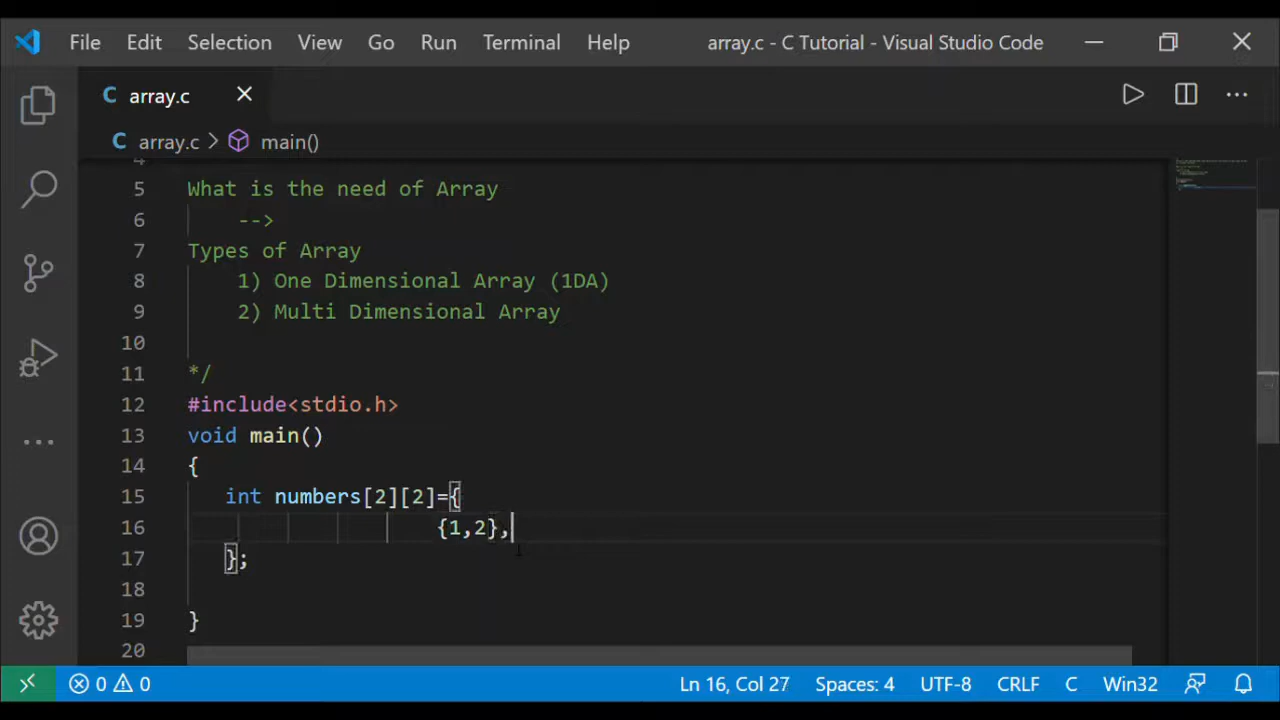 File Edit Selection View Go Run Terminal Help array.c - C Tutorial - Visual Studio Code
C array.c
C array.c > main()
4
5 What is the need of Array
6 -->
7 Types of Array
8 1) One Dimensional Array (1DA)
9 2) Multi Dimensional Array
10
11 */
12 #include<stdio.h>
13 void main()
14 {
15 int numbers[2][2]={
16 {1,2},
17 };
18
19 }
20
0 0 Ln 16, Col 27 Spaces: 4 UTF-8 CRLF C Win32